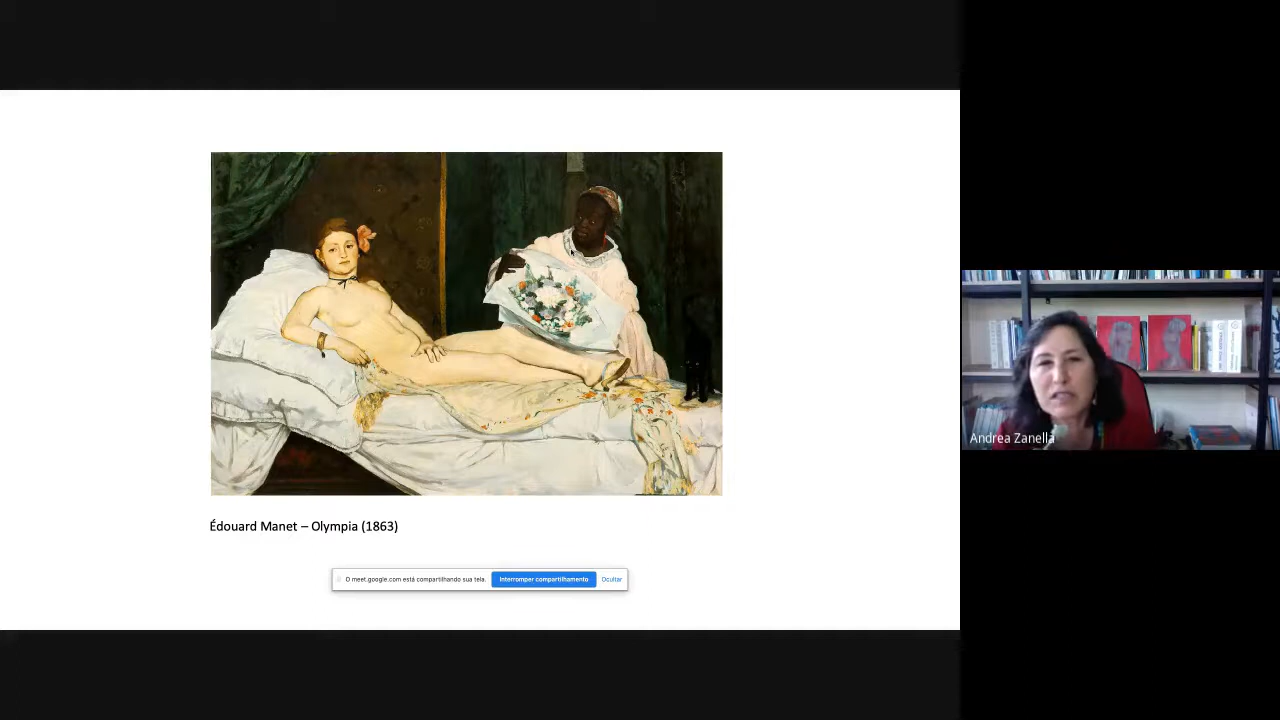 Édouard Manet – Olympia (1863)
O meet.google.com está compartilhando sua tela. Interromper compartilhamento Ocultar
Andrea Zanella